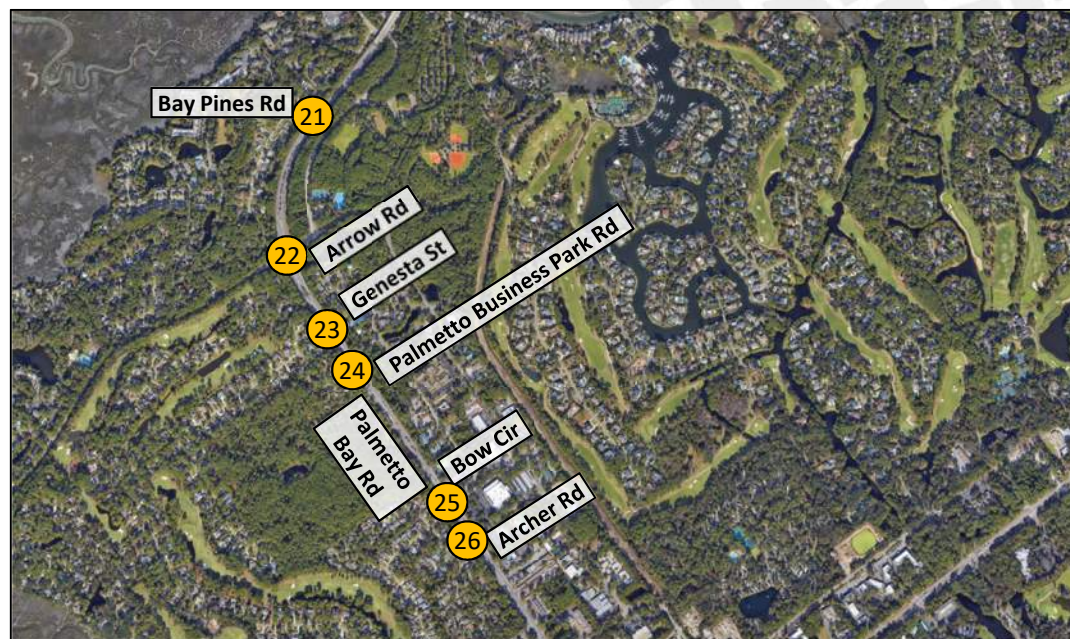 Bay Pines Rd
21
22
Arrow Rd
Genesta St
23
Palmetto Business Park Rd
24
Palmetto
Bay Rd
Bow Cir
25
Archer Rd
26